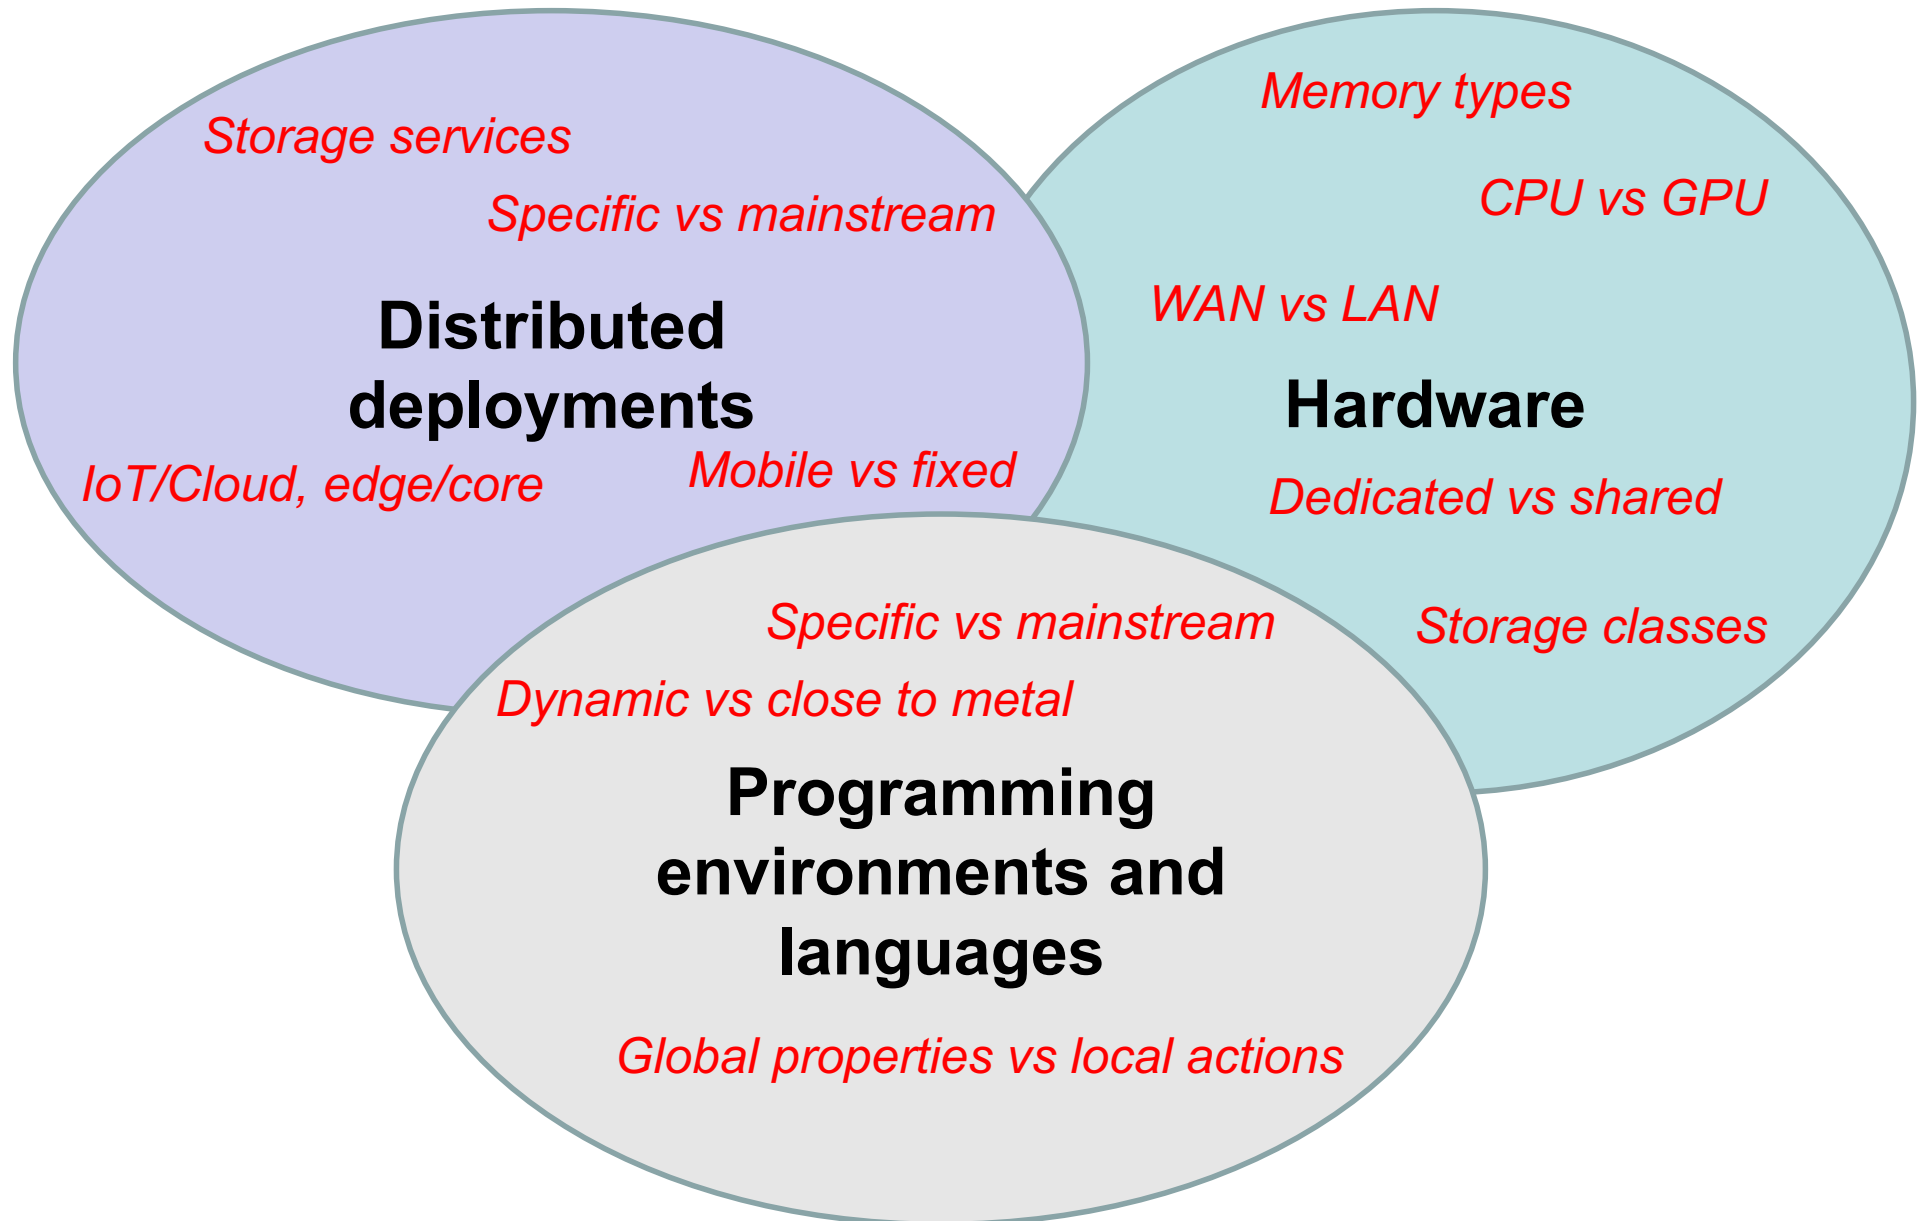 Storage services
Specific vs mainstream
Distributed
deployments
IoT/Cloud, edge/core
Mobile vs fixed
Memory types
CPU vs GPU
WAN vs LAN
Hardware
Dedicated vs shared
Storage classes
Specific vs mainstream
Dynamic vs close to metal
Programming
environments and
languages
Global properties vs local actions